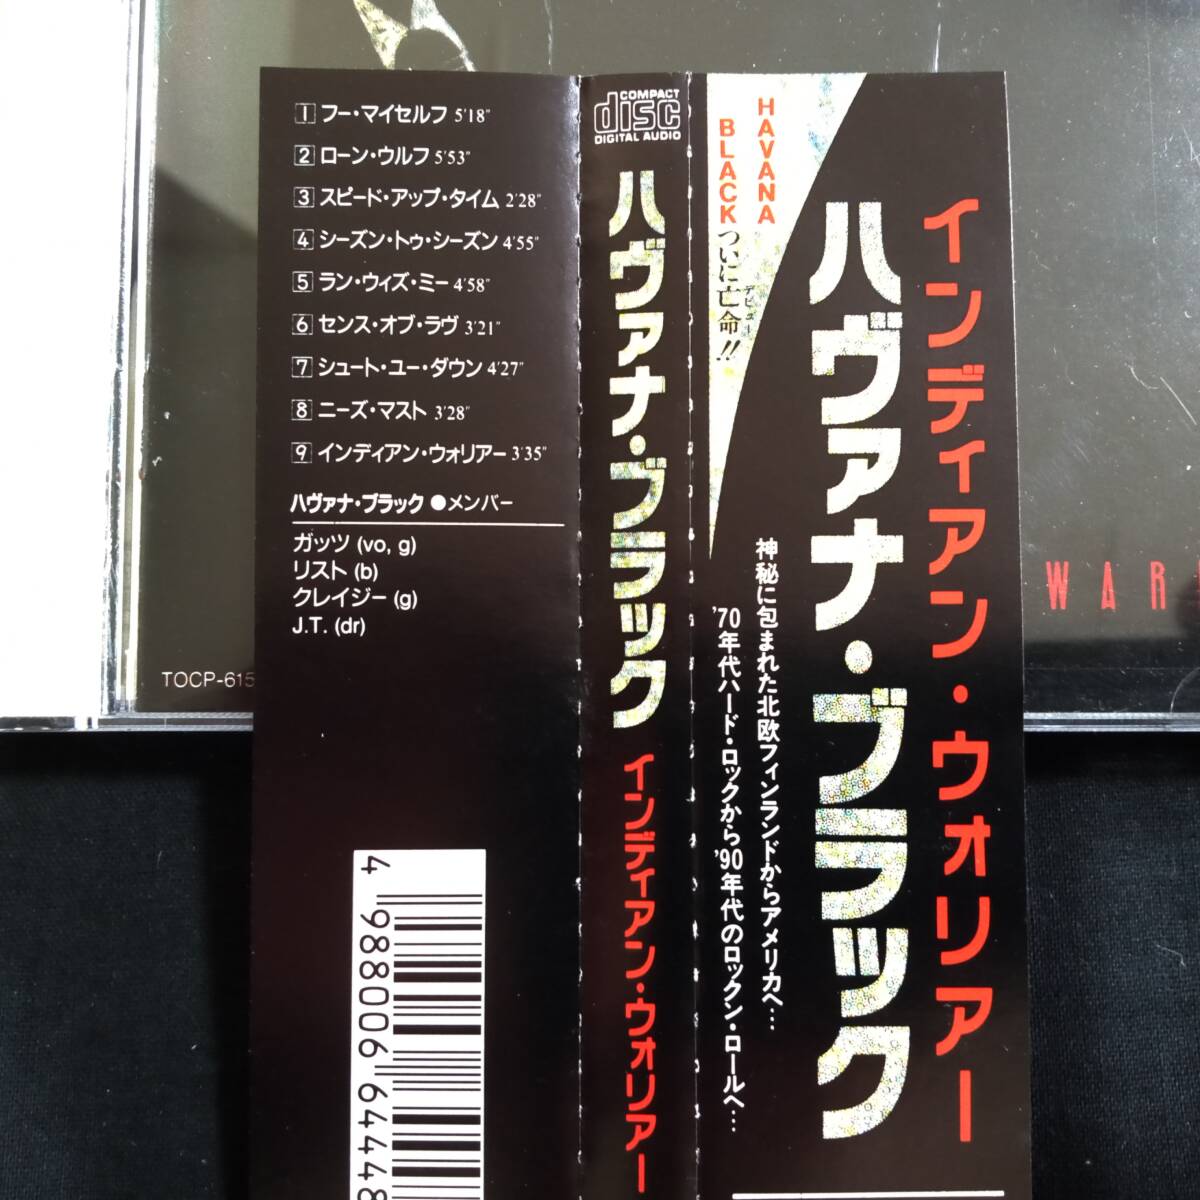 1 フー・マイセルフ 5'18"
2 ローン・ウルフ 5'53"
3 スピード・アップ・タイム 2'28"
4 シーズン・トゥ・シーズン 4'55"
5 ラン・ウィズ・ミー 4'58"
6 センス・オブ・ラヴ 3'21"
7 シュート・ユー・ダウン 4'27"
8 ニーズ・マスト 3'28"
9 インディアン・ウォリアー 3'35"
ハヴァナ・ブラック ●メンバー
ガッツ (vo, g)
リスト (b)
クレイジー (g)
J.T. (dr)
4 988006 64448
COMPACT
disc
DIGITAL AUDIO
ハヴァナ・ブラック
インディアン・ウォリアー
インディアン・ウォリアー
ハヴァナ・ブラック
HAVANA
BLACK ついに亡命!!
デビュー
神秘に包まれた北欧フィンランドからアメリカへ…
'70年代ハード・ロックから'90年代のロックン・ロールへ…
TOCP-615
WAR